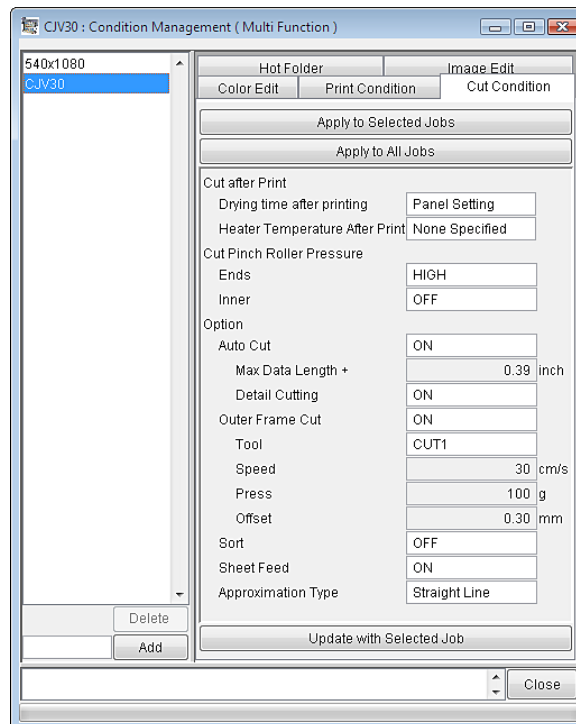 CJV30 : Condition Management ( Multi Function )
540x1080
CJV30
Delete
Add
Hot Folder Image Edit
Color Edit Print Condition Cut Condition
Apply to Selected Jobs
Apply to All Jobs
Cut after Print
Drying time after printing Panel Setting
Heater Temperature After Print None Specified
Cut Pinch Roller Pressure
Ends HIGH
Inner OFF
Option
Auto Cut ON
Max Data Length + 0.39 inch
Detail Cutting ON
Outer Frame Cut ON
Tool CUT1
Speed 30 cm/s
Press 100 g
Offset 0.30 mm
Sort OFF
Sheet Feed ON
Approximation Type Straight Line
Update with Selected Job
Close